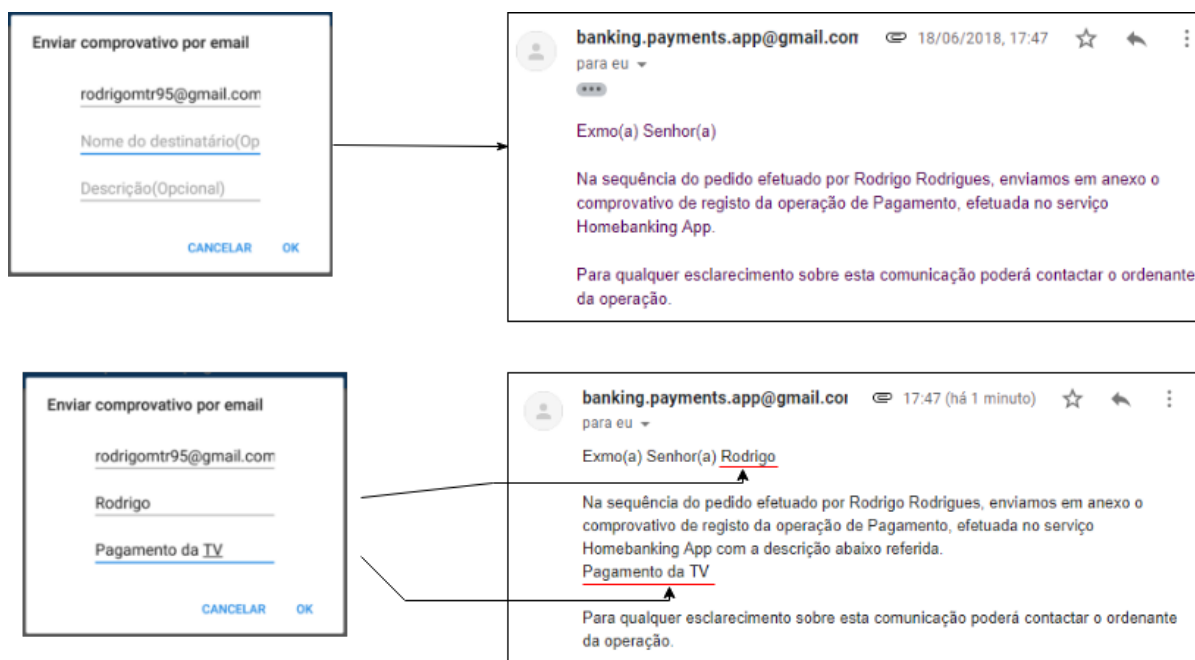 Enviar comprovativo por email
rodrigomtr95@gmail.com
Nome do destinatário(Op
Descrição(Opcional)
CANCELAR OK
banking.payments.app@gmail.con 18/06/2018, 17:47
para eu
Exmo(a) Senhor(a)
Na sequência do pedido efetuado por Rodrigo Rodrigues, enviamos em anexo o
comprovativo de registo da operação de Pagamento, efetuada no serviço
Homebanking App.
Para qualquer esclarecimento sobre esta comunicação poderá contactar o ordenante
da operação.
Enviar comprovativo por email
rodrigomtr95@gmail.com
Rodrigo
Pagamento da TV
CANCELAR OK
banking.payments.app@gmail.coı 17:47 (há 1 minuto)
para eu
Exmo(a) Senhor(a) Rodrigo
Na sequência do pedido efetuado por Rodrigo Rodrigues, enviamos em anexo o
comprovativo de registo da operação de Pagamento, efetuada no serviço
Homebanking App com a descrição abaixo referida.
Pagamento da TV
Para qualquer esclarecimento sobre esta comunicação poderá contactar o ordenante
da operação.